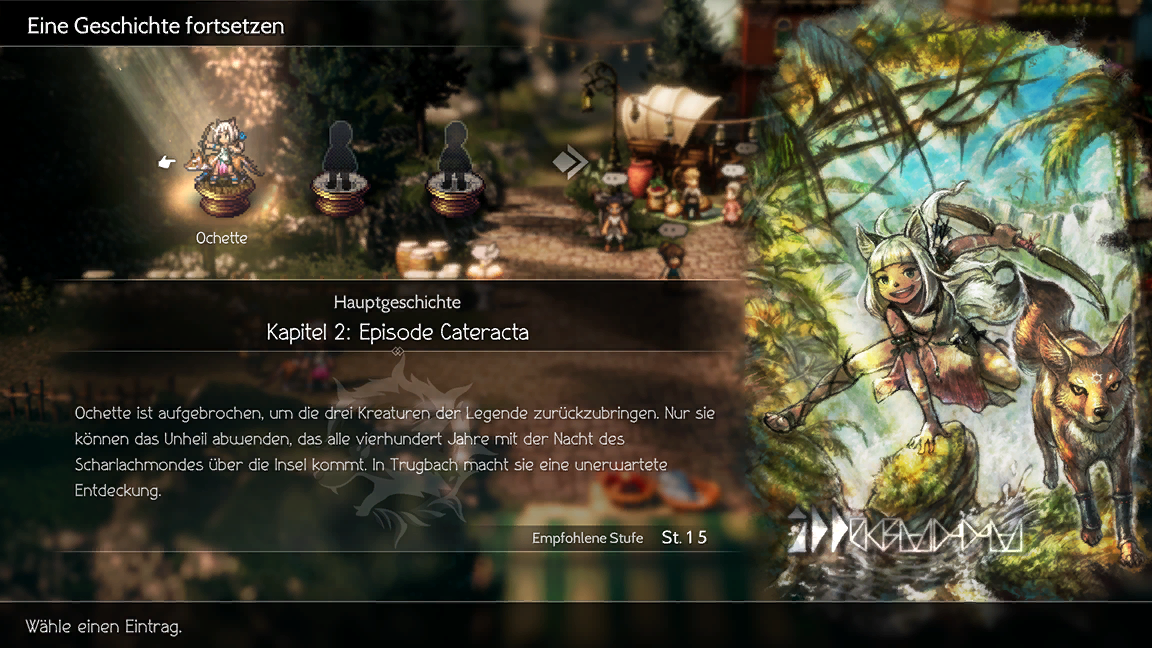 Eine Geschichte fortsetzen
Ochette
Hauptgeschichte
Kapitel 2: Episode Cateracta
Ochette ist aufgebrochen, um die drei Kreaturen der Legende zurückzubringen. Nur sie
können das Unheil abwenden, das alle vierhundert Jahre mit der Nacht des
Scharlachmondes über die Insel kommt. In Trugbach macht sie eine unerwartete
Entdeckung.
Empfohlene Stufe St.15
Wähle einen Eintrag.